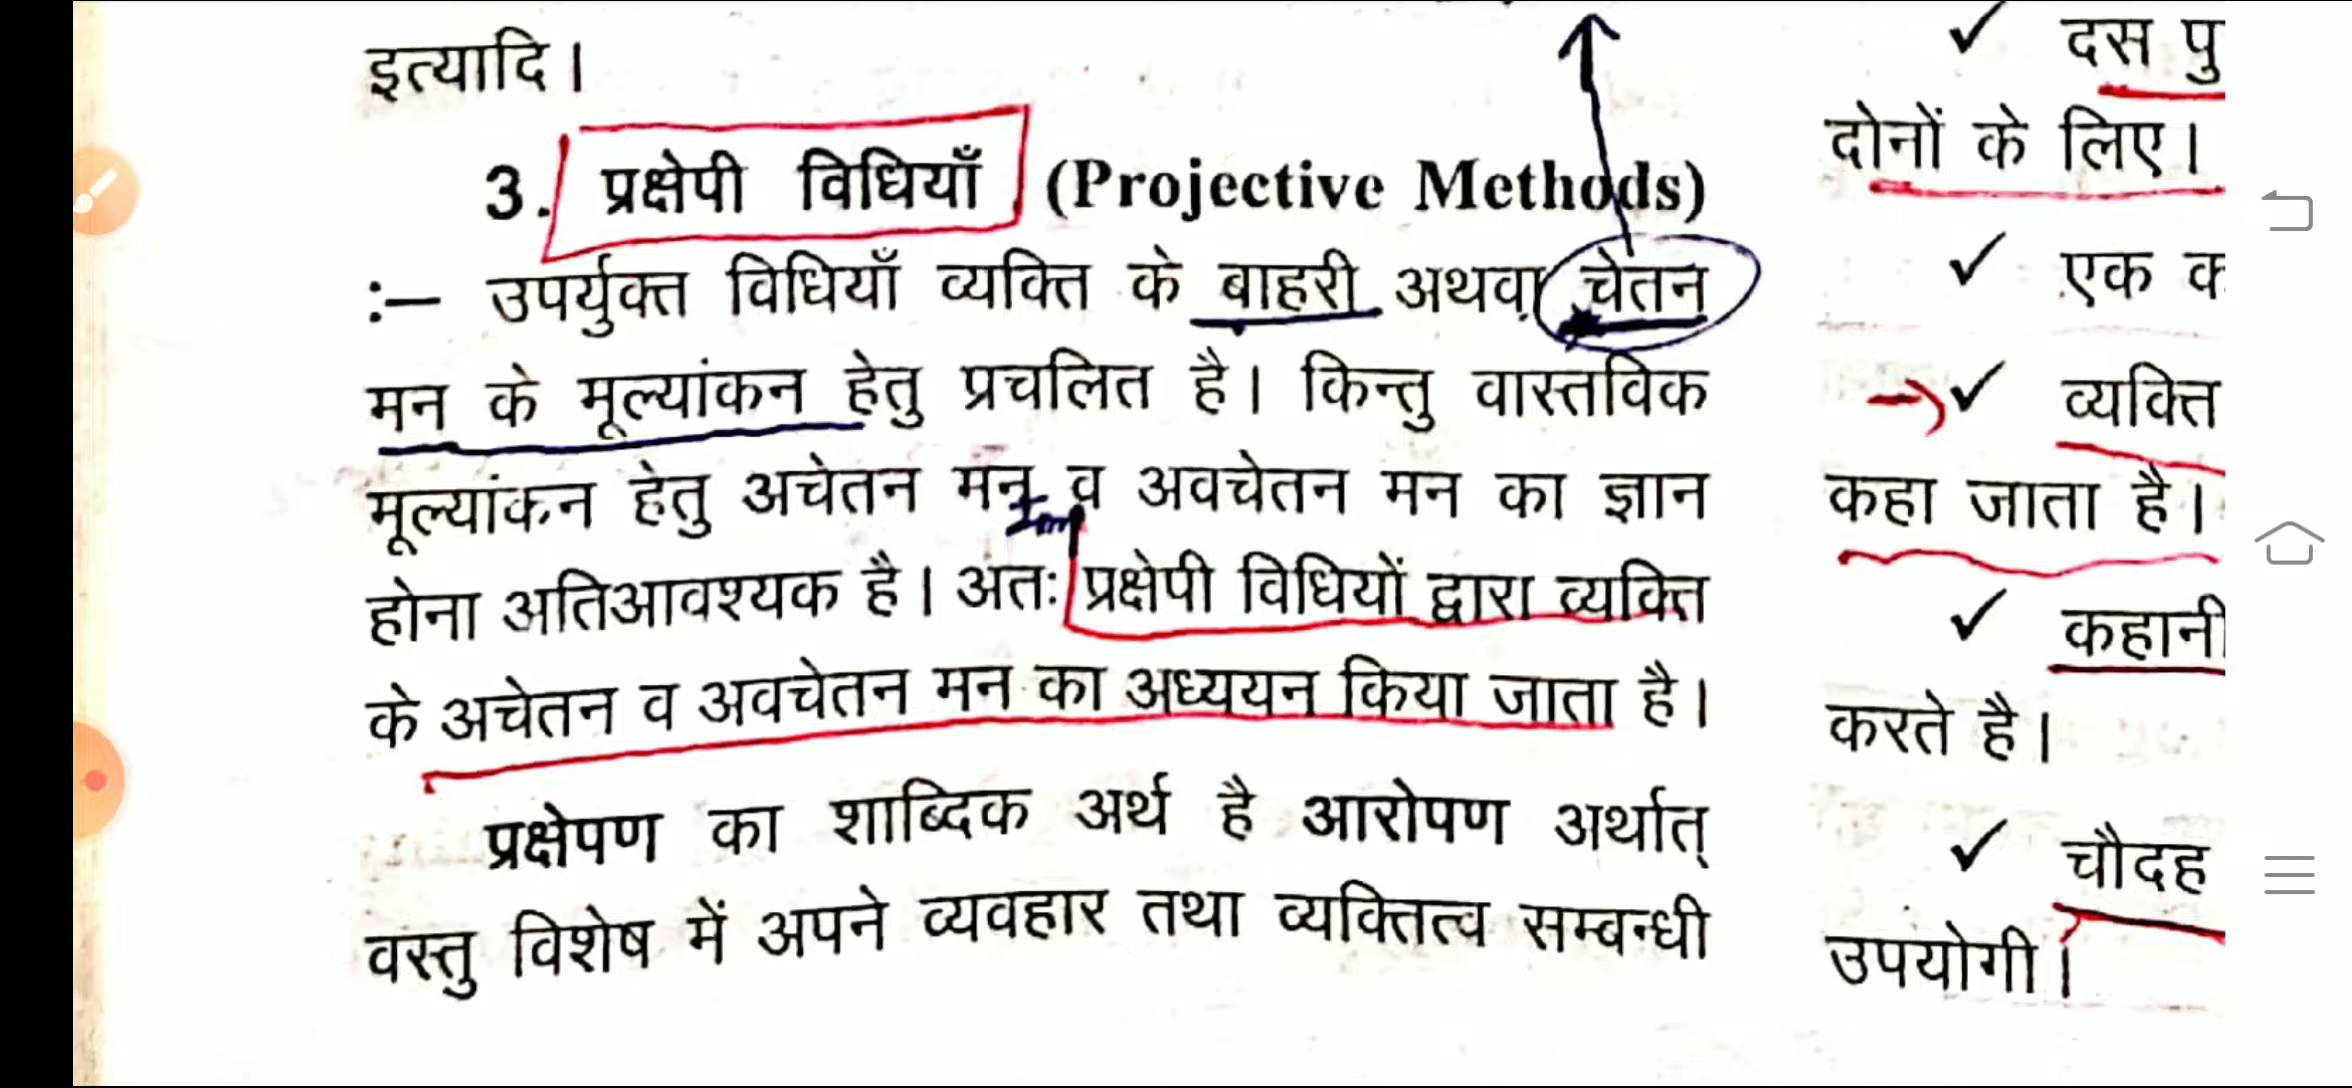 इत्यादि।
3. प्रक्षेपी विधियाँ (Projective Methods)
:– उपर्युक्त विधियाँ व्यक्ति के बाहरी अथवा चेतन
मन के मूल्यांकन हेतु प्रचलित है। किन्तु वास्तविक
मूल्यांकन हेतु अचेतन मन व अवचेतन मन का ज्ञान
होना अतिआवश्यक है। अतः प्रक्षेपी विधियों द्वारा व्यक्ति
के अचेतन व अवचेतन मन का अध्ययन किया जाता है।
प्रक्षेपण का शाब्दिक अर्थ है आरोपण अर्थात्
वस्तु विशेष में अपने व्यवहार तथा व्यक्तित्व सम्बन्धी
✓ दस पु
दोनों के लिए।
✓ एक
✓ व्यक्ति
कहा जाता है।
✓ कहानी
करते है।
✓ चौदह
उपयोगी।